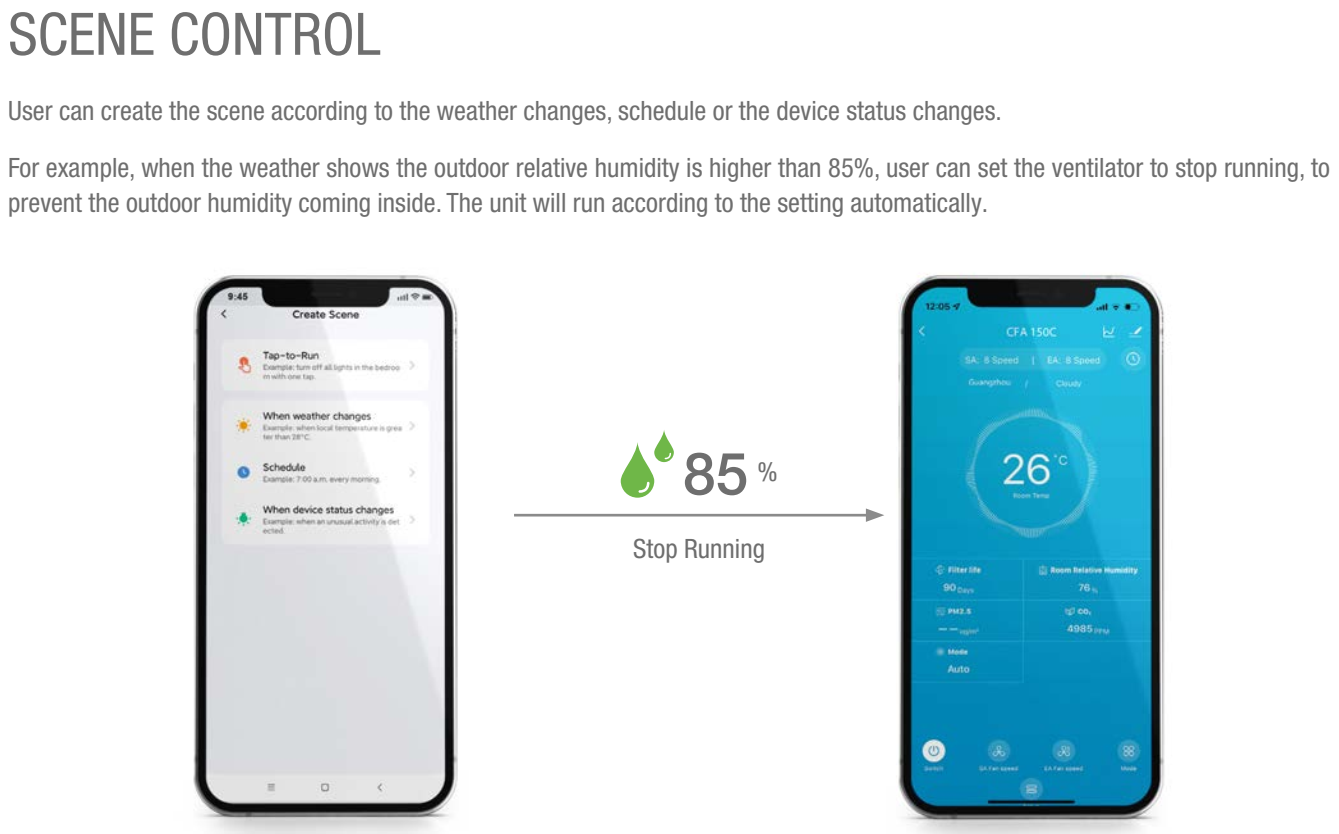 SCENE CONTROL
User can create the scene according to the weather changes, schedule or the device status changes.
For example, when the weather shows the outdoor relative humidity is higher than 85%, user can set the ventilator to stop running, to
prevent the outdoor humidity coming inside. The unit will run according to the setting automatically.
9:45
Create Scene
Tap-to-Run
Example: turn off all lights in the bedroo
m with one tap.
When weather changes
Example: when local temperature is grea
ter than 28°C.
Schedule
Example: 7:00 a.m. every morning.
When device status changes
Example: when an unusual activity is det
ected.
85 %
Stop Running
12:05
CFA 150C
SA: 8 Speed | EA: 8 Speed
Guangzhou / Cloudy
26 °C
Room Temp
Filter life
90 Days
Room Relative Humidity
76 %
PM2.5
-- ug/m³
CO₂
4985 PPM
Mode
Auto
Switch
SA Fan speed
EA Fan speed
Mode